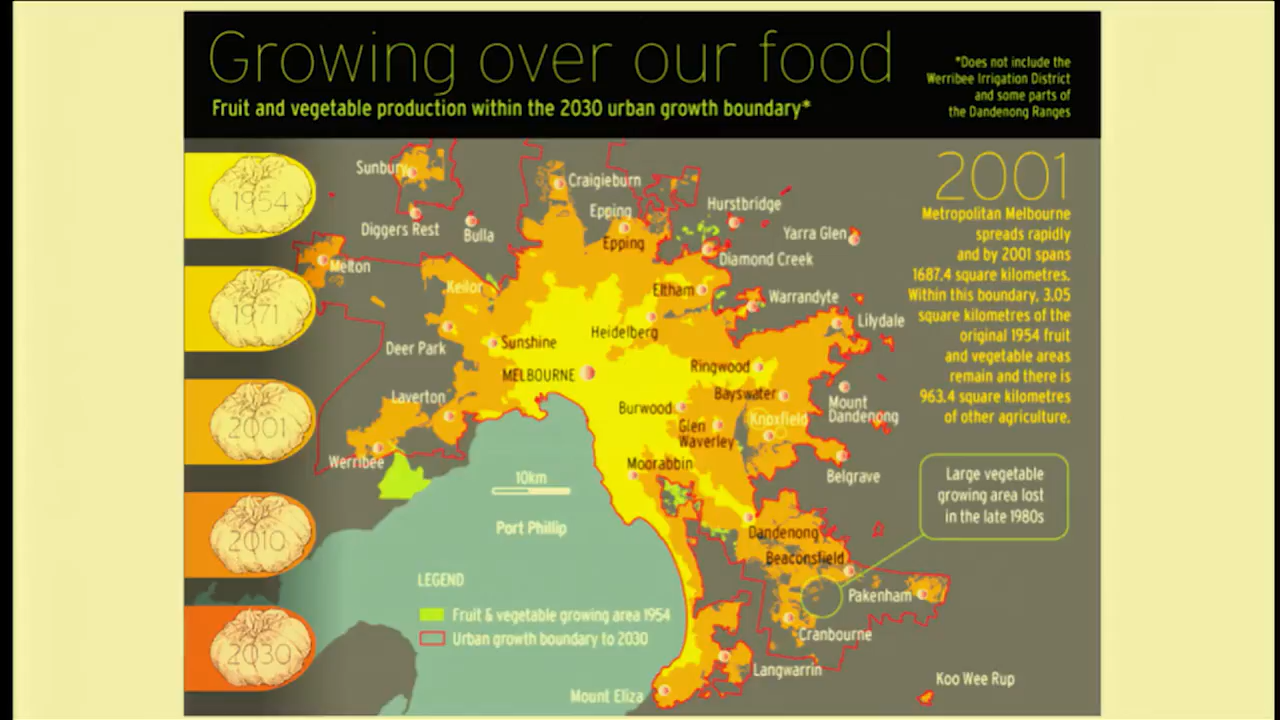 Growing over our food
Fruit and vegetable production within the 2030 urban growth boundary*
*Does not include the
Werribee Irrigation District
and some parts of
the Dandenong Ranges
1954
1971
2001
2010
2030
2001
Metropolitan Melbourne
spreads rapidly
and by 2001 spans
1687.4 square kilometres.
Within this boundary, 3.05
square kilometres of the
original 1954 fruit
and vegetable areas
remain and there is
963.4 square kilometres
of other agriculture.
Large vegetable
growing area lost
in the late 1980s
Sunbury
Craigieburn
Epping
Hurstbridge
Diggers Rest
Bulla
Epping
Yarra Glen
Diamond Creek
Melton
Keilor
Eltham
Warrandyte
Heidelberg
Lilydale
Deer Park
Sunshine
MELBOURNE
Ringwood
Bayswater
Laverton
Burwood
Mount
Dandenong
Glen
Waverley
Knoxfield
Werribee
Moorabbin
Belgrave
10km
Port Phillip
Dandenong
Beaconsfield
Pakenham
Cranbourne
Langwarrin
Koo Wee Rup
Mount Eliza
LEGEND
Fruit & vegetable growing area 1954
Urban growth boundary to 2030